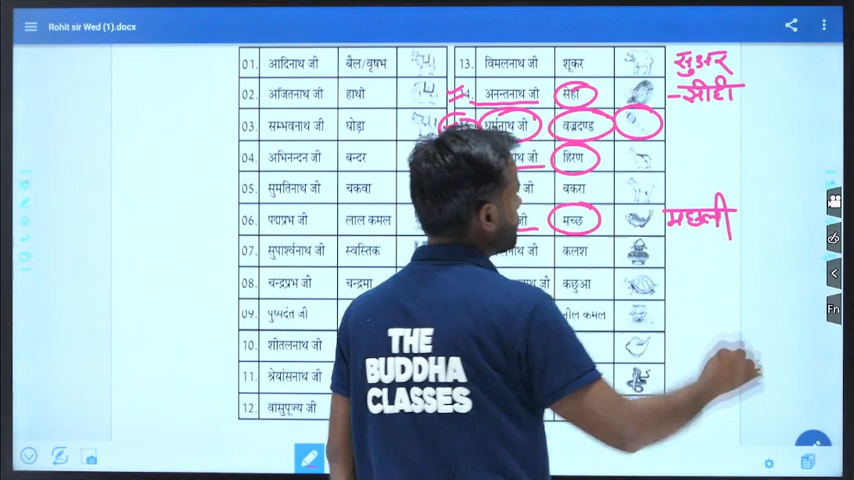 Rohit sir Wed (1).docx
01. आदिनाथ जी बैल/वृषभ
02. अजितनाथ जी हाथी
03. सम्भवनाथ जी घोड़ा
04. अभिनन्दन जी बन्दर
05. सुमतिनाथ जी चकवा
06. पद्मप्रभ जी लाल कमल
07. सुपार्श्वनाथ जी स्वस्तिक
08. चन्द्रप्रभ जी चन्द्रमा
09. पुष्पदंत जी
10. शीतलनाथ जी
11. श्रेयांसनाथ जी
12. वासुपूज्य जी
13. विमलनाथ जी शूकर
14. अनन्तनाथ जी सेही
धर्मनाथ जी वज्रदण्ड
जी हिरण
जी बकरा
जी मच्छ
कलश
जी कछुआ
नील कमल
सुअर
मछली
Fn
THE
BUDDHA
CLASSES